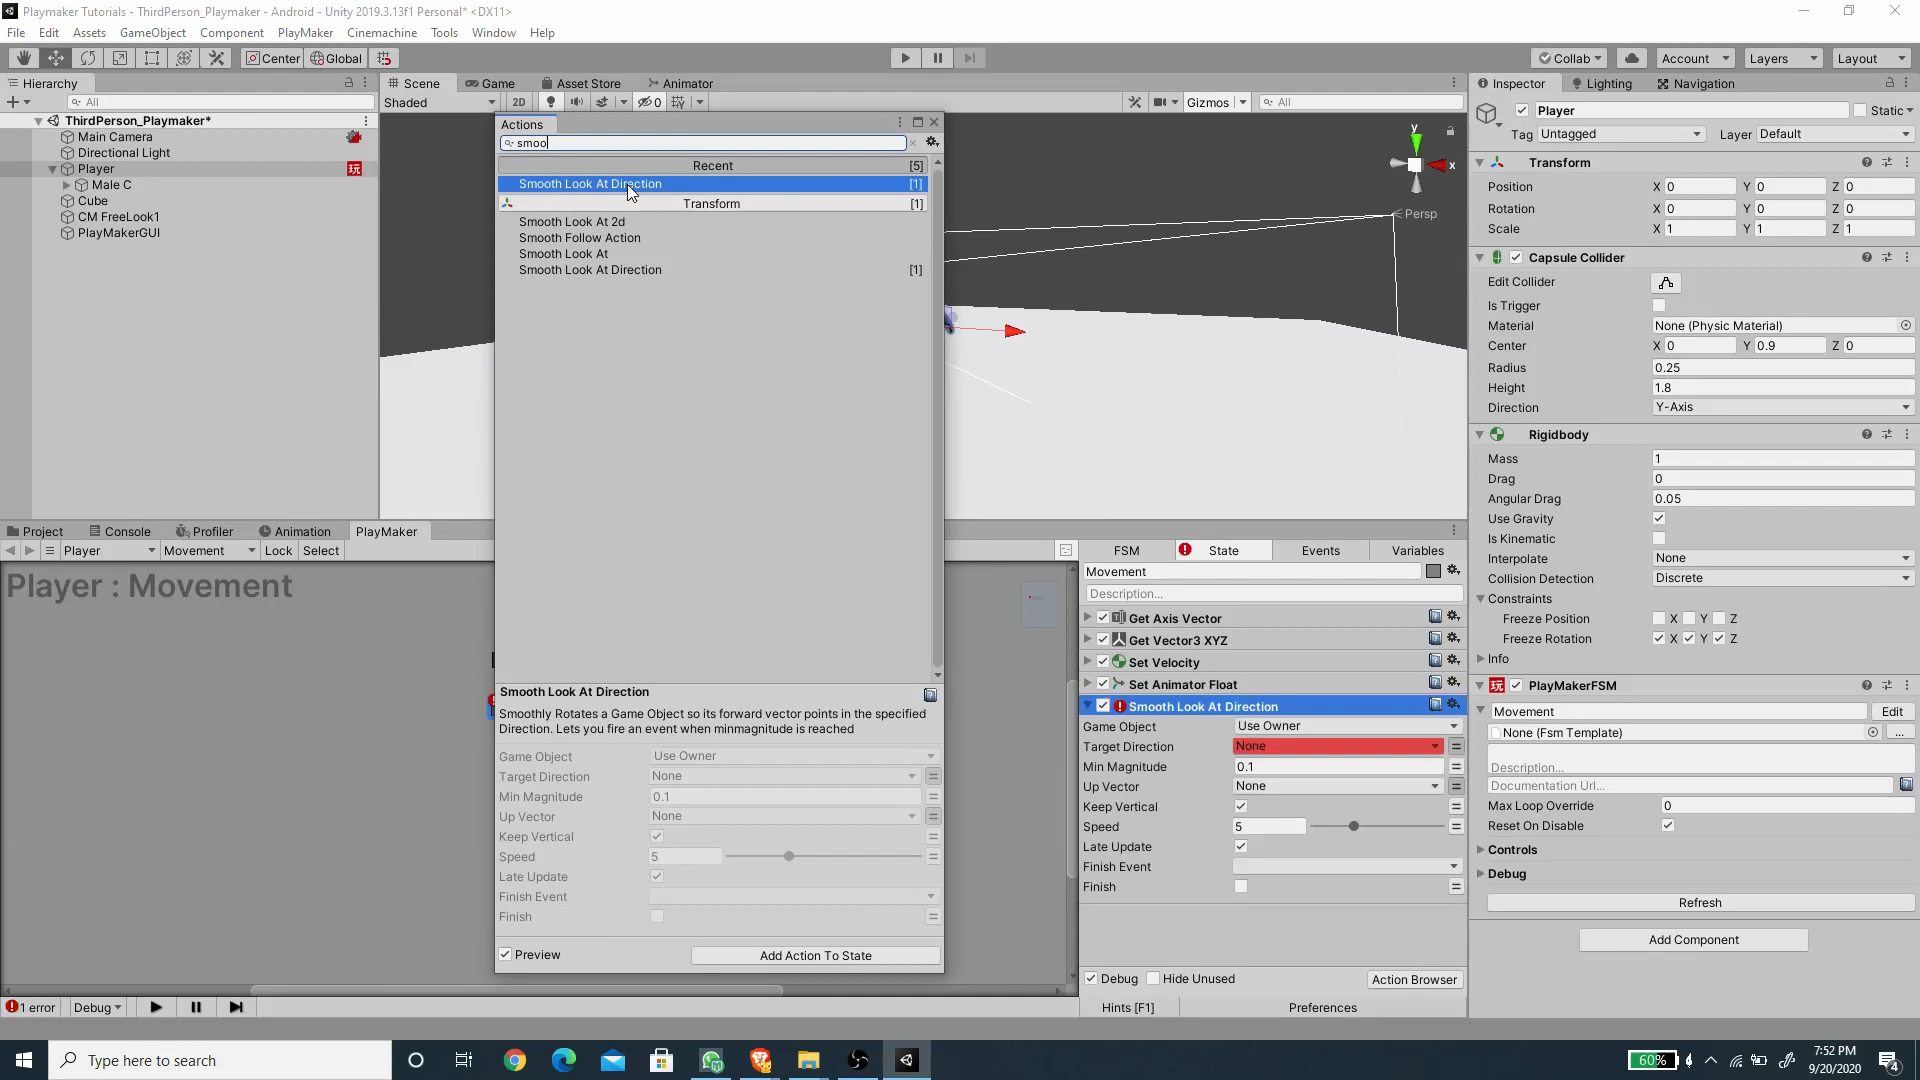 Playmaker Tutorials - ThirdPerson_Playmaker - Android - Unity 2019.3.13f1 Personal* <DX11>
File Edit Assets GameObject Component PlayMaker Cinemachine Tools Window Help
Center Global Collab Account Layers Layout
Hierarchy Scene Game Asset Store Animator Inspector Lighting Navigation
All Shaded 2D 0 Gizmos All
ThirdPerson_Playmaker*
Main Camera
Directional Light
Player
Male C
Cube
CM FreeLook1
PlayMakerGUI
Actions
smoo
Recent [5]
Smooth Look At Direction [1]
Transform [1]
Smooth Look At 2d
Smooth Follow Action
Smooth Look At
Smooth Look At Direction [1]
y
x
Persp
Smooth Look At Direction
Smoothly Rotates a Game Object so its forward vector points in the specified
Direction. Lets you fire an event when minmagnitude is reached
Game Object Use Owner
Target Direction None
Min Magnitude 0.1
Up Vector None
Keep Vertical
Speed 5
Late Update
Finish Event
Finish
Preview Add Action To State
Player Static
Tag Untagged Layer Default
Transform
Position X 0 Y 0 Z 0
Rotation X 0 Y 0 Z 0
Scale X 1 Y 1 Z 1
Capsule Collider
Edit Collider
Is Trigger
Material None (Physic Material)
Center X 0 Y 0.9 Z 0
Radius 0.25
Height 1.8
Direction Y-Axis
Rigidbody
Mass 1
Drag 0
Angular Drag 0.05
Use Gravity
Is Kinematic
Interpolate None
Collision Detection Discrete
Constraints
Freeze Position X Y Z
Freeze Rotation X Y Z
Info
玩 PlayMakerFSM
Movement Edit
None (Fsm Template) ...
Description...
Documentation Url...
Max Loop Override 0
Reset On Disable
Controls
Debug
Refresh
Add Component
Project Console Profiler Animation PlayMaker
Player Movement Lock Select
Player : Movement
FSM State Events Variables
Movement
Description...
Get Axis Vector
Get Vector3 XYZ
Set Velocity
Set Animator Float
Smooth Look At Direction
Game Object Use Owner
Target Direction None
Min Magnitude 0.1
Up Vector None
Keep Vertical
Speed 5
Late Update
Finish Event
Finish
Debug Hide Unused Action Browser
Hints [F1] Preferences
1 error Debug
Type here to search
60%
7:52 PM
9/20/2020
4